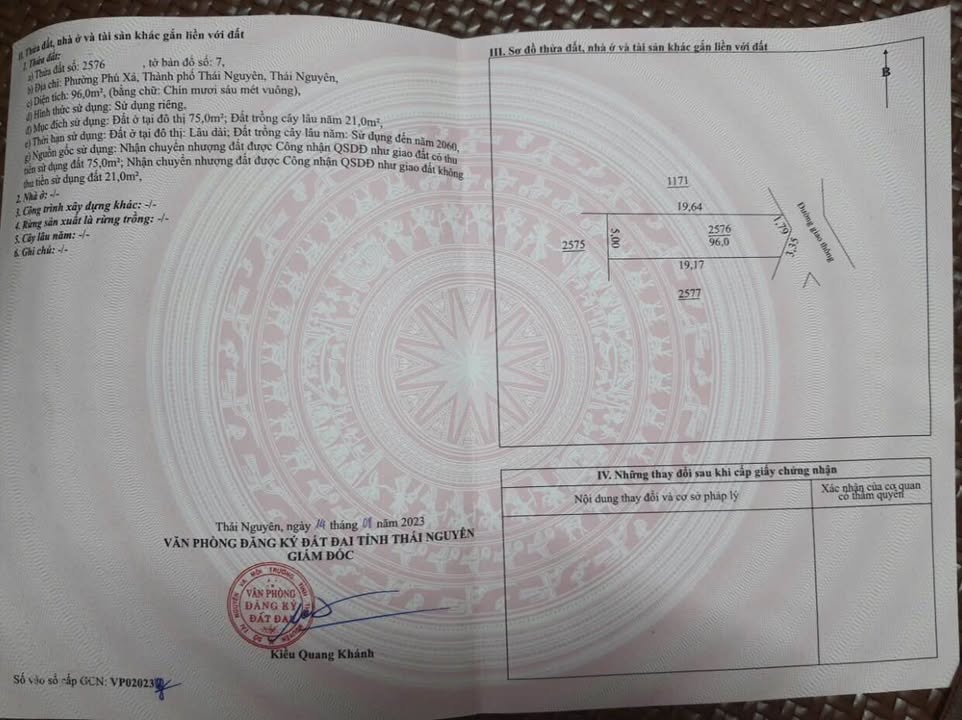 II. Thửa đất, nhà ở và tài sản khác gắn liền với đất
1. Thửa đất:
a) Thửa đất số: 2576 , tờ bản đồ số: 7,
b) Địa chỉ: Phường Phú Xá, Thành phố Thái Nguyên, Thái Nguyên,
c) Diện tích: 96,0m², (bằng chữ: Chín mươi sáu mét vuông),
d) Hình thức sử dụng: Sử dụng riêng,
đ) Mục đích sử dụng: Đất ở tại đô thị 75,0m²; Đất trồng cây lâu năm 21,0m²,
e) Thời hạn sử dụng: Đất ở tại đô thị: Lâu dài; Đất trồng cây lâu năm: Sử dụng đến năm 2060,
g) Nguồn gốc sử dụng: Nhận chuyển nhượng đất được Công nhận QSDĐ như giao đất có thu
tiền sử dụng đất 75,0m²; Nhận chuyển nhượng đất được Công nhận QSDĐ như giao đất không
thu tiền sử dụng đất 21,0m²,
2. Nhà ở: -/-
3. Công trình xây dựng khác: -/-
4. Rừng sản xuất là rừng trồng: -/-
5. Cây lâu năm: -/-
6. Ghi chú: -/-
Thái Nguyên, ngày 14 tháng 01 năm 2023
VĂN PHÒNG ĐĂNG KÝ ĐẤT ĐAI TỈNH THÁI NGUYÊN
GIÁM ĐỐC
VĂN PHÒNG
ĐĂNG KÝ
ĐẤT ĐAI
Kiều Quang Khánh
Số vào sổ cấp GCN: VP02023
III. Sơ đồ thửa đất, nhà ở và tài sản khác gắn liền với đất
B
1171
19,64
2575
5,00
2576
96,0
1,79
3,35
Đường giao thông
19,17
2577
IV. Những thay đổi sau khi cấp giấy chứng nhận
Nội dung thay đổi và cơ sở pháp lý
Xác nhận của cơ quan
có thẩm quyền